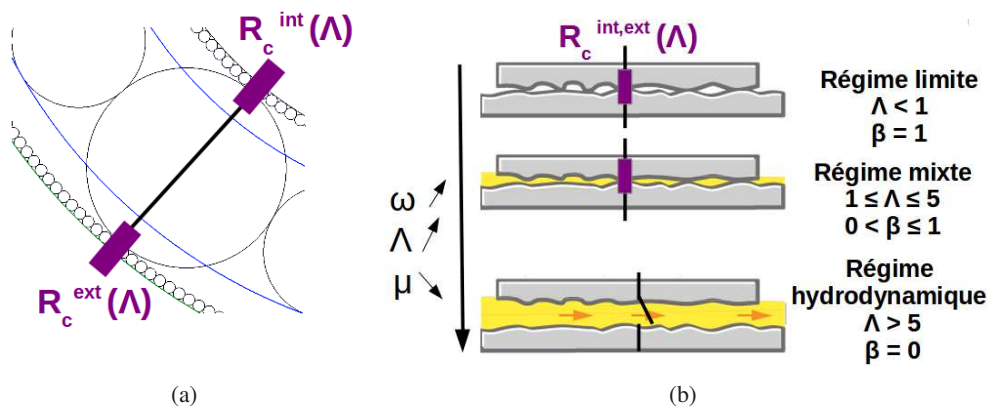 R_c^int (Λ)
R_c^ext (Λ)
(a)
R_c^int,ext (Λ)
ω
Λ
μ
Régime limite
Λ < 1
β = 1
Régime mixte
1 ≤ Λ ≤ 5
0 < β ≤ 1
Régime
hydrodynamique
Λ > 5
β = 0
(b)